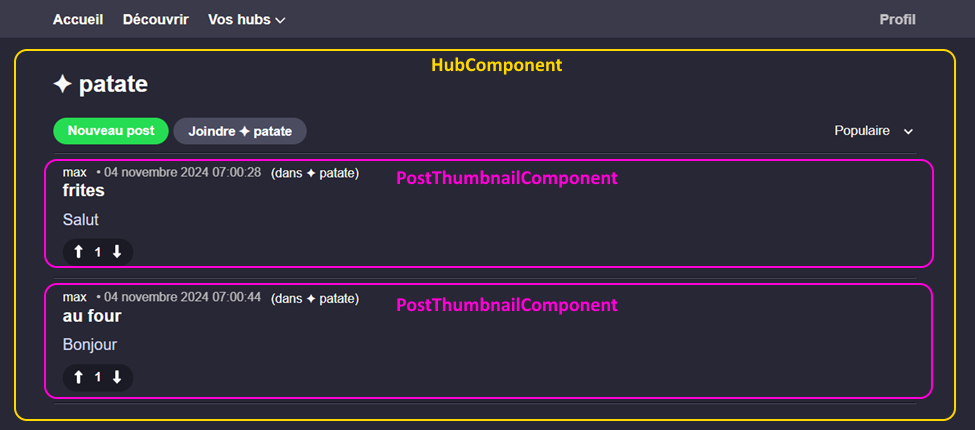 Accueil Découvrir Vos hubs Profil
HubComponent
✦ patate
Nouveau post Joindre ✦ patate Populaire
max • 04 novembre 2024 07:00:28 (dans ✦ patate)
PostThumbnailComponent
frites
Salut
1
max • 04 novembre 2024 07:00:44 (dans ✦ patate)
PostThumbnailComponent
au four
Bonjour
1